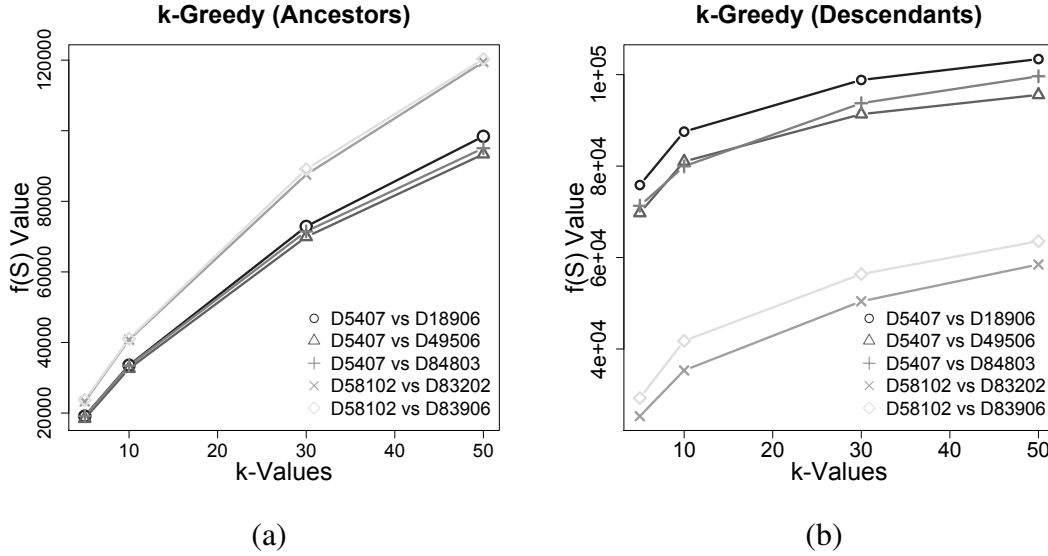 k-Greedy (Ancestors)
f(S) Value
20000
40000
60000
80000
120000
D5407 vs D18906
D5407 vs D49506
D5407 vs D84803
D58102 vs D83202
D58102 vs D83906
10 20 30 40 50
k-Values
(a)
k-Greedy (Descendants)
f(S) Value
4e+04
6e+04
8e+04
1e+05
D5407 vs D18906
D5407 vs D49506
D5407 vs D84803
D58102 vs D83202
D58102 vs D83906
10 20 30 40 50
k-Values
(b)